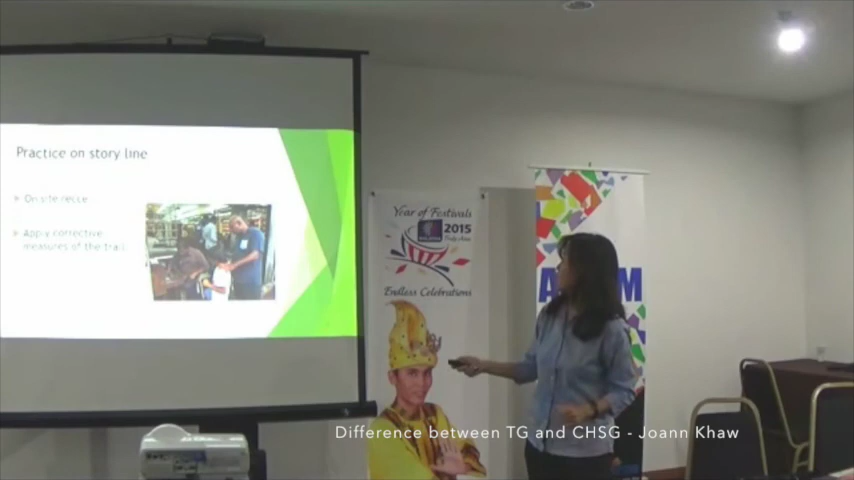 Practice on story line
On site recce
Apply corrective
measures of the trail
Year of Festivals
2015
Endless Celebrations
A
M
Difference between TG and CHSG - Joann Khaw